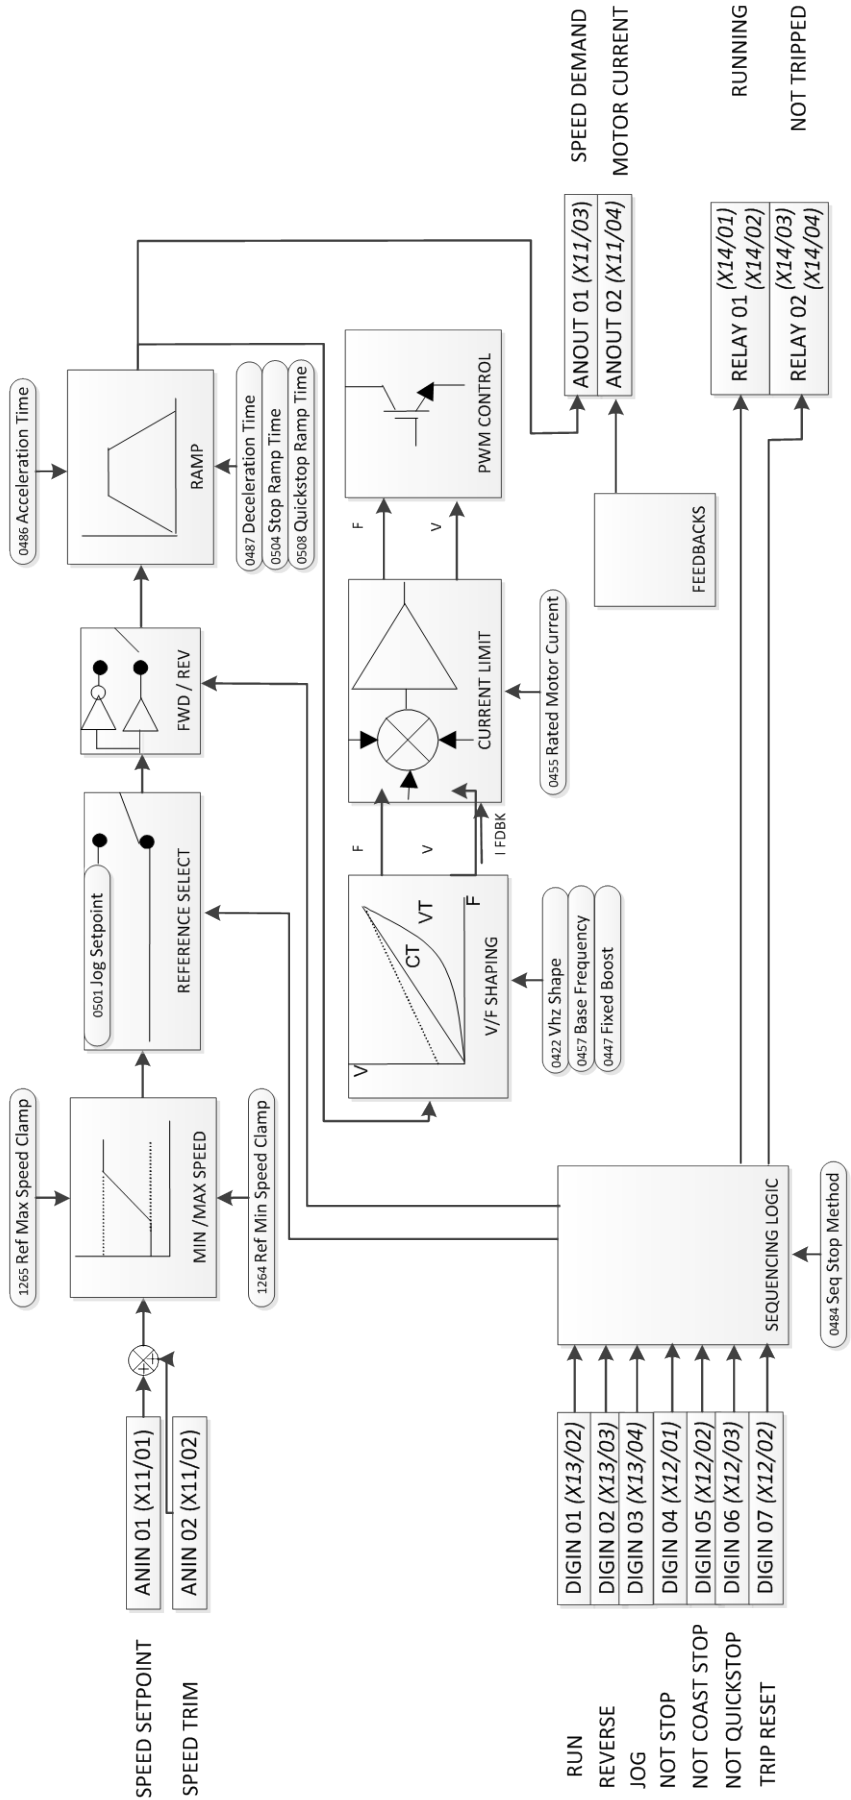 SPEED SETPOINT
SPEED TRIM
ANIN 01 (X11/01)
ANIN 02 (X11/02)
+
+
1265 Ref Max Speed Clamp
MIN /MAX SPEED
1264 Ref Min Speed Clamp
0501 Jog Setpoint
REFERENCE SELECT
FWD / REV
0486 Acceleration Time
RAMP
0487 Deceleration Time
0504 Stop Ramp Time
0508 Quickstop Ramp Time
V
CT
VT
F
V/F SHAPING
0422 Vhz Shape
0457 Base Frequency
0447 Fixed Boost
F
V
I FDBK
CURRENT LIMIT
0455 Rated Motor Current
F
V
PWM CONTROL
FEEDBACKS
ANOUT 01 (X11/03)
ANOUT 02 (X11/04)
SPEED DEMAND
MOTOR CURRENT
RUN
REVERSE
JOG
NOT STOP
NOT COAST STOP
NOT QUICKSTOP
TRIP RESET
DIGIN 01 (X13/02)
DIGIN 02 (X13/03)
DIGIN 03 (X13/04)
DIGIN 04 (X12/01)
DIGIN 05 (X12/02)
DIGIN 06 (X12/03)
DIGIN 07 (X12/02)
SEQUENCING LOGIC
0484 Seq Stop Method
RELAY 01 (X14/01)
(X14/02)
RELAY 02 (X14/03)
(X14/04)
RUNNING
NOT TRIPPED